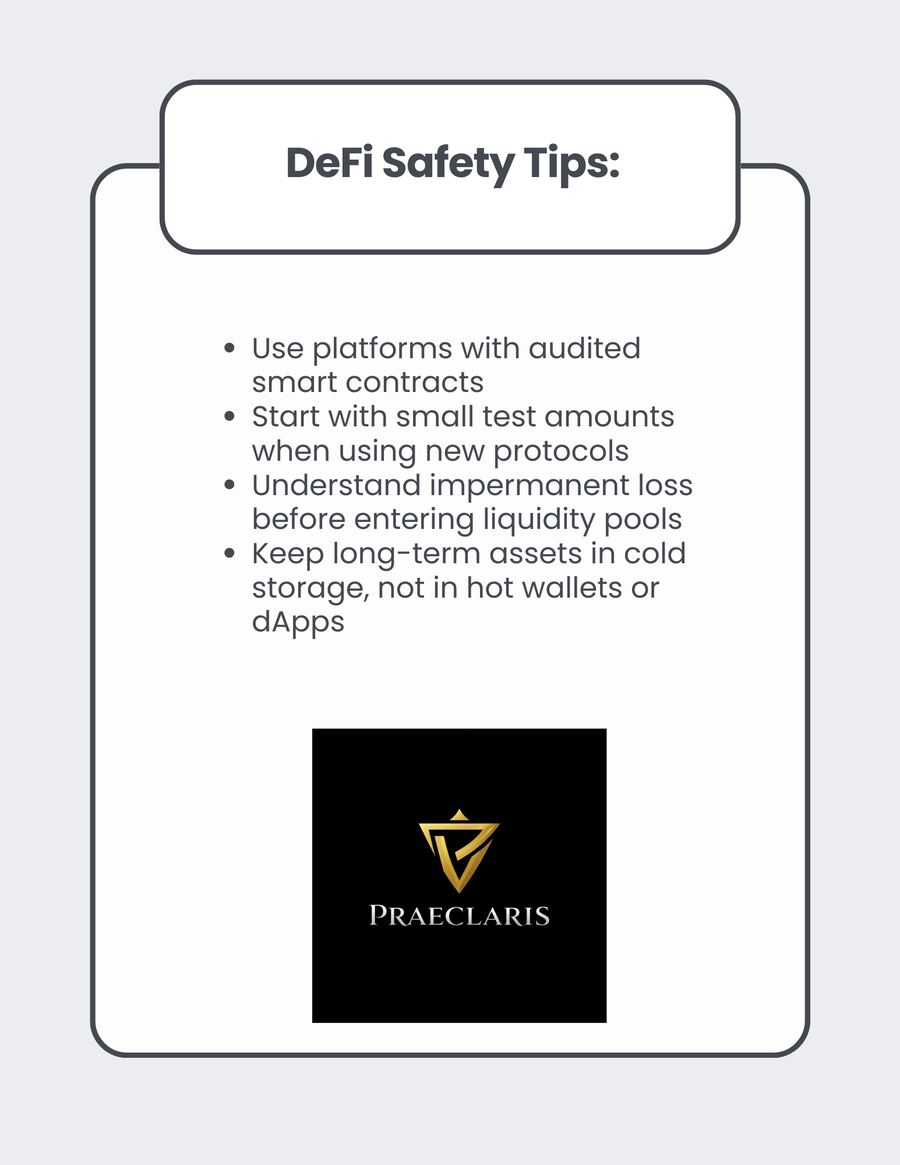 DeFi Safety Tips:
• Use platforms with audited
smart contracts
• Start with small test amounts
when using new protocols
• Understand impermanent loss
before entering liquidity pools
• Keep long-term assets in cold
storage, not in hot wallets or
dApps
PRAECLARIS